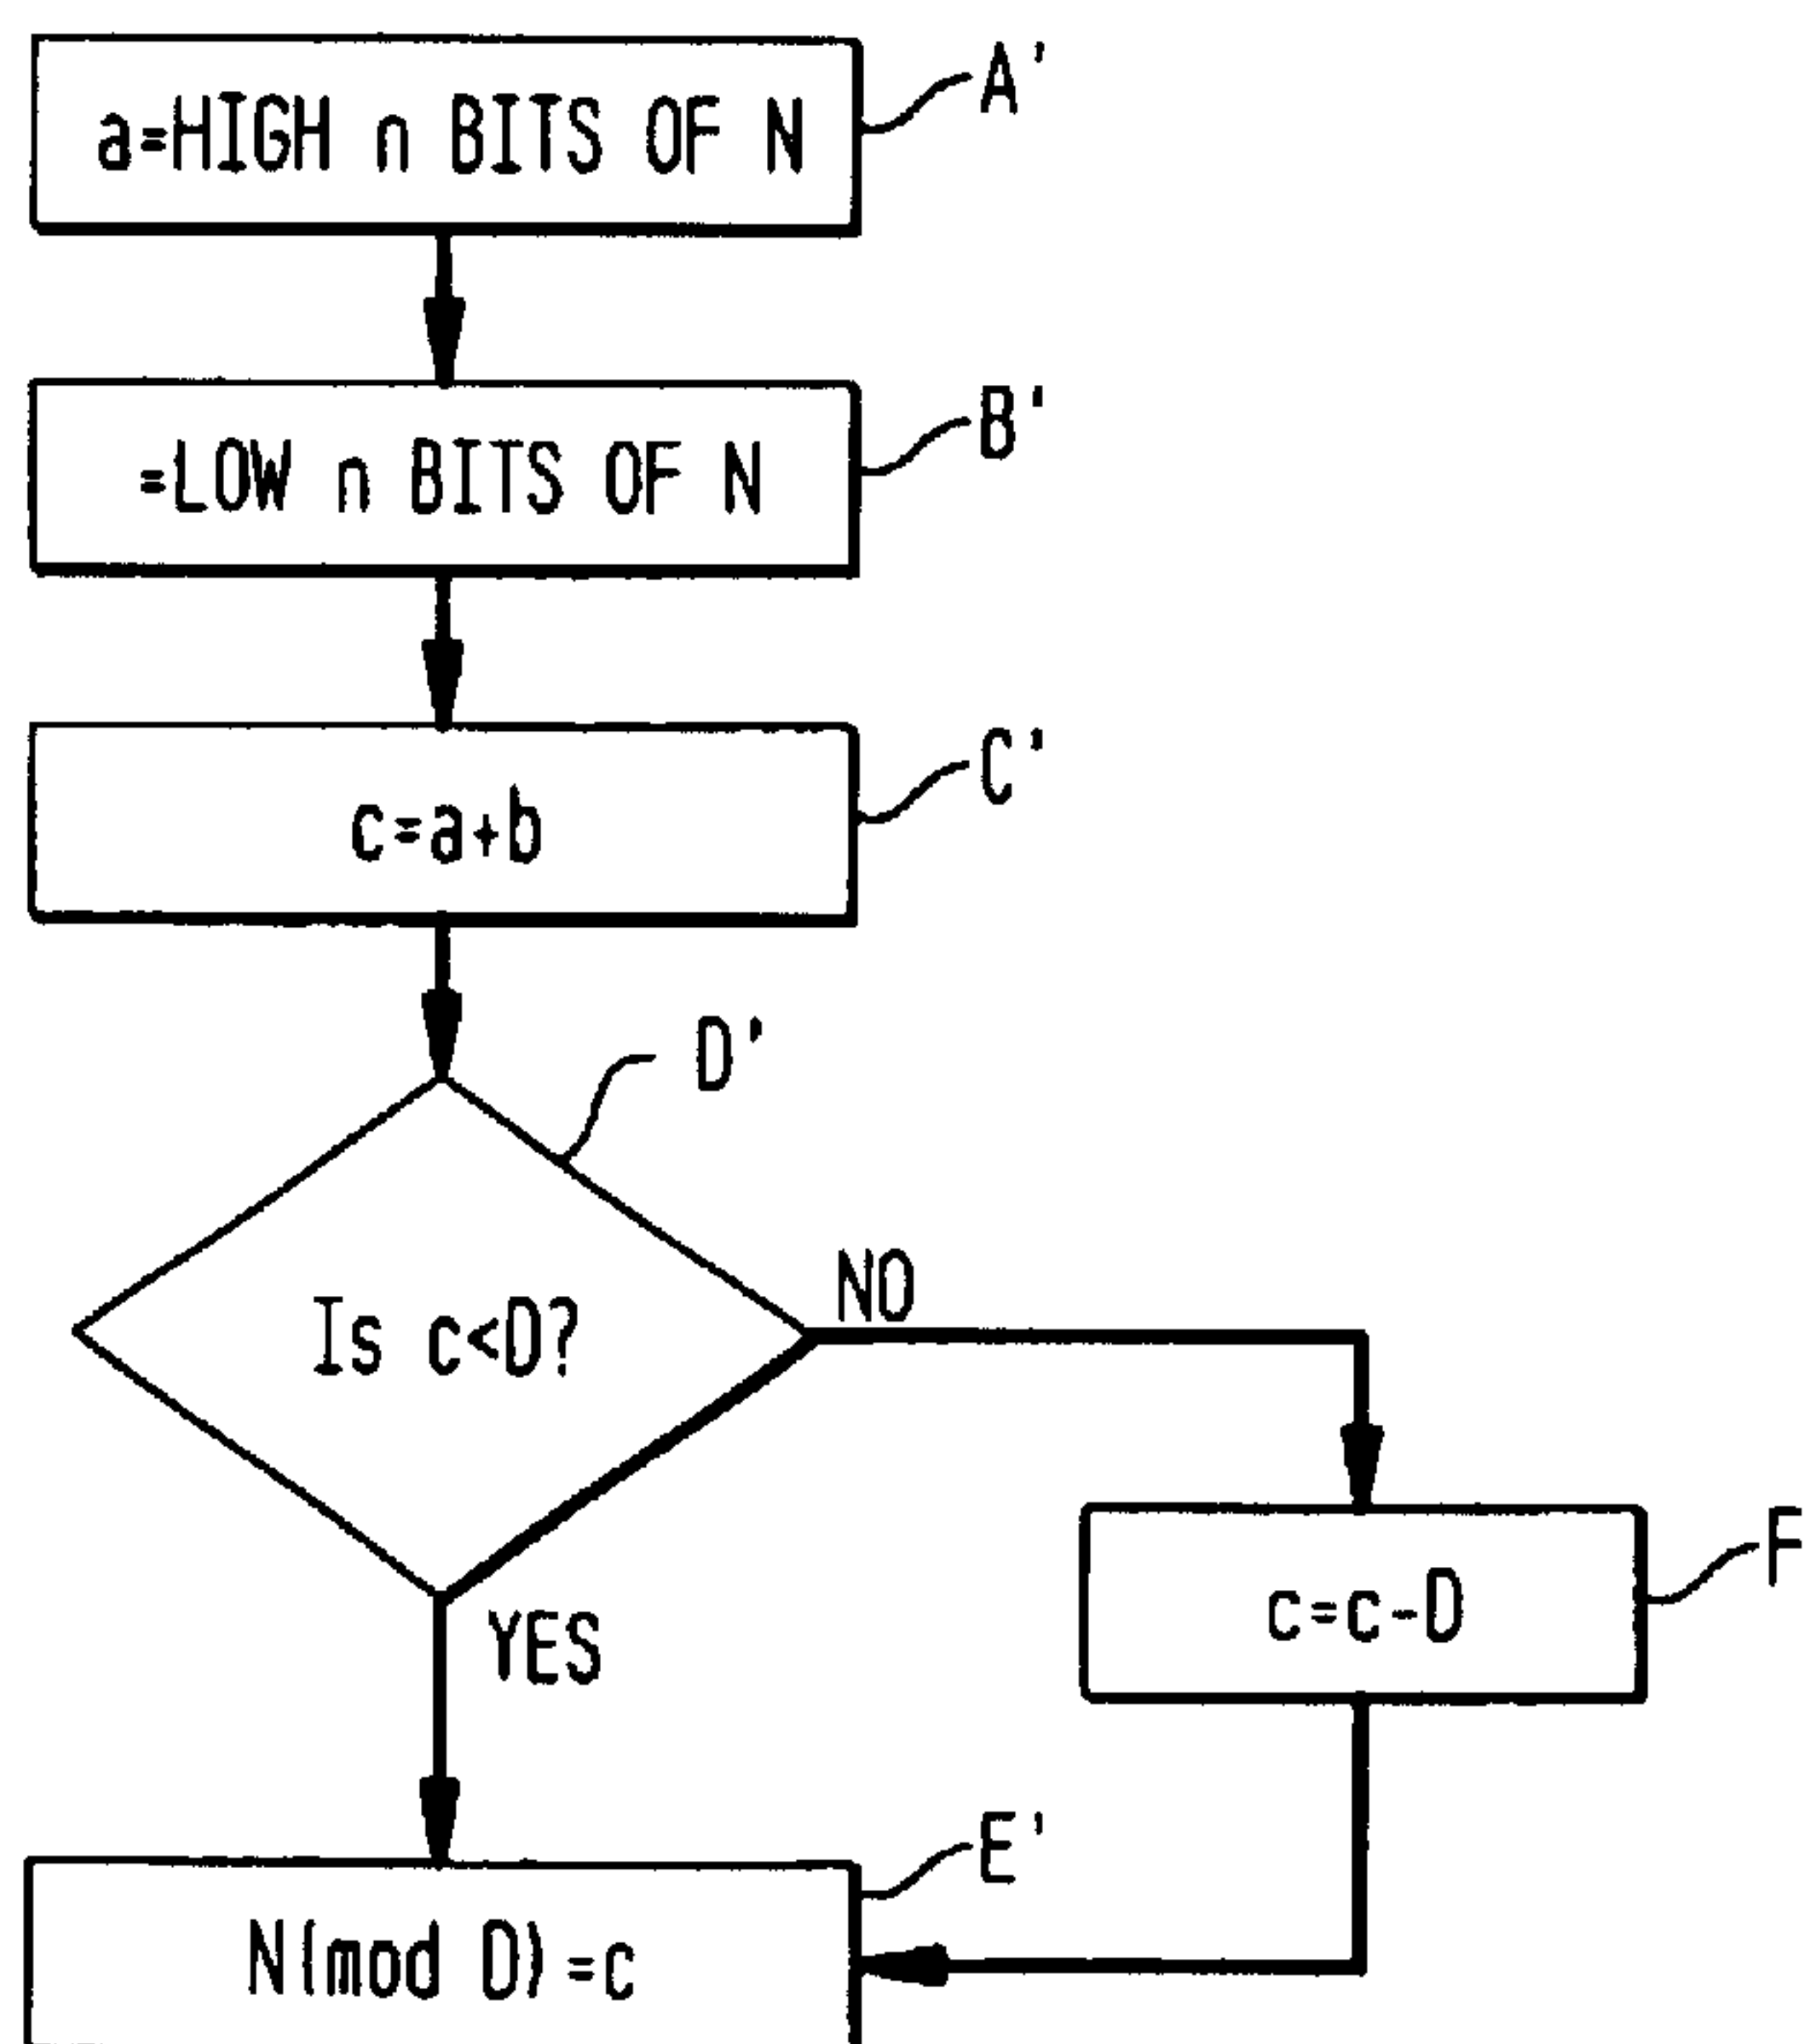 a=HIGH n BITS OF N
A'
=LOW n BITS OF N
B'
c=a+b
C'
D'
Is c<D?
NO
YES
c=c-D
F
E'
N(mod D)=c